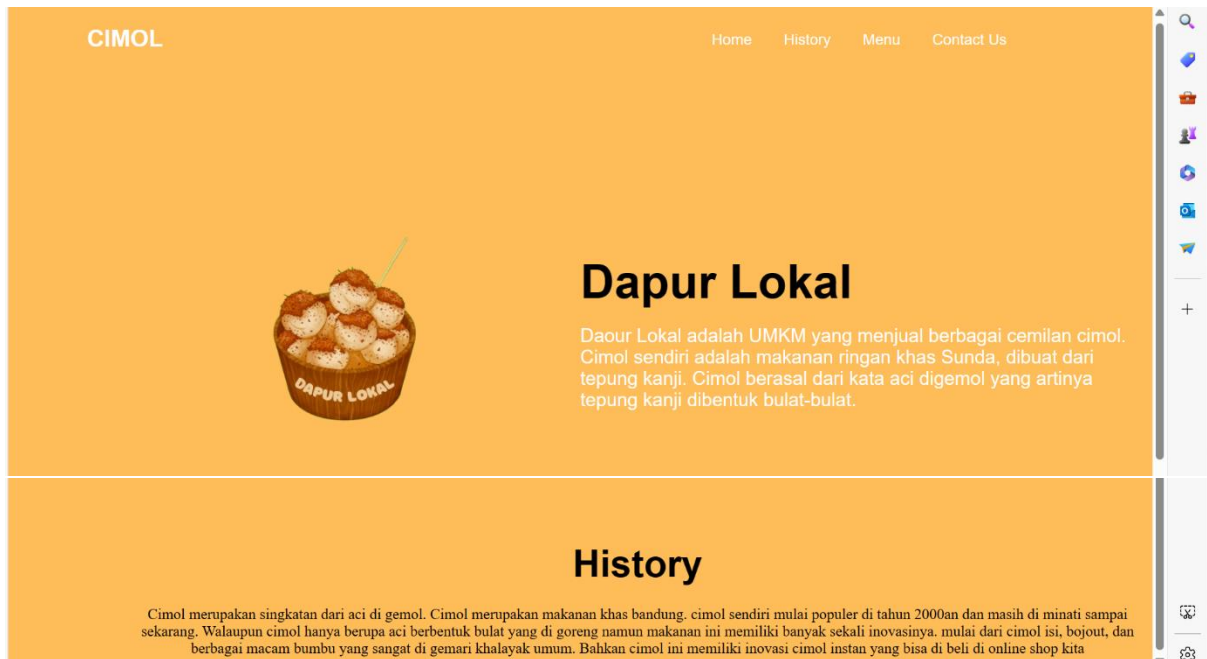 CIMOL
Home History Menu Contact Us
Dapur Lokal
Daour Lokal adalah UMKM yang menjual berbagai cemilan cimol.
Cimol sendiri adalah makanan ringan khas Sunda, dibuat dari
tepung kanji. Cimol berasal dari kata aci digemol yang artinya
tepung kanji dibentuk bulat-bulat.
DAPUR LOKAL
History
Cimol merupakan singkatan dari aci di gemol. Cimol merupakan makanan khas bandung. cimol sendiri mulai populer di tahun 2000an dan masih di minati sampai
sekarang. Walaupun cimol hanya berupa aci berbentuk bulat yang di goreng namun makanan ini memiliki banyak sekali inovasinya. mulai dari cimol isi, bojout, dan
berbagai macam bumbu yang sangat di gemari khalayak umum. Bahkan cimol ini memiliki inovasi cimol instan yang bisa di beli di online shop kita